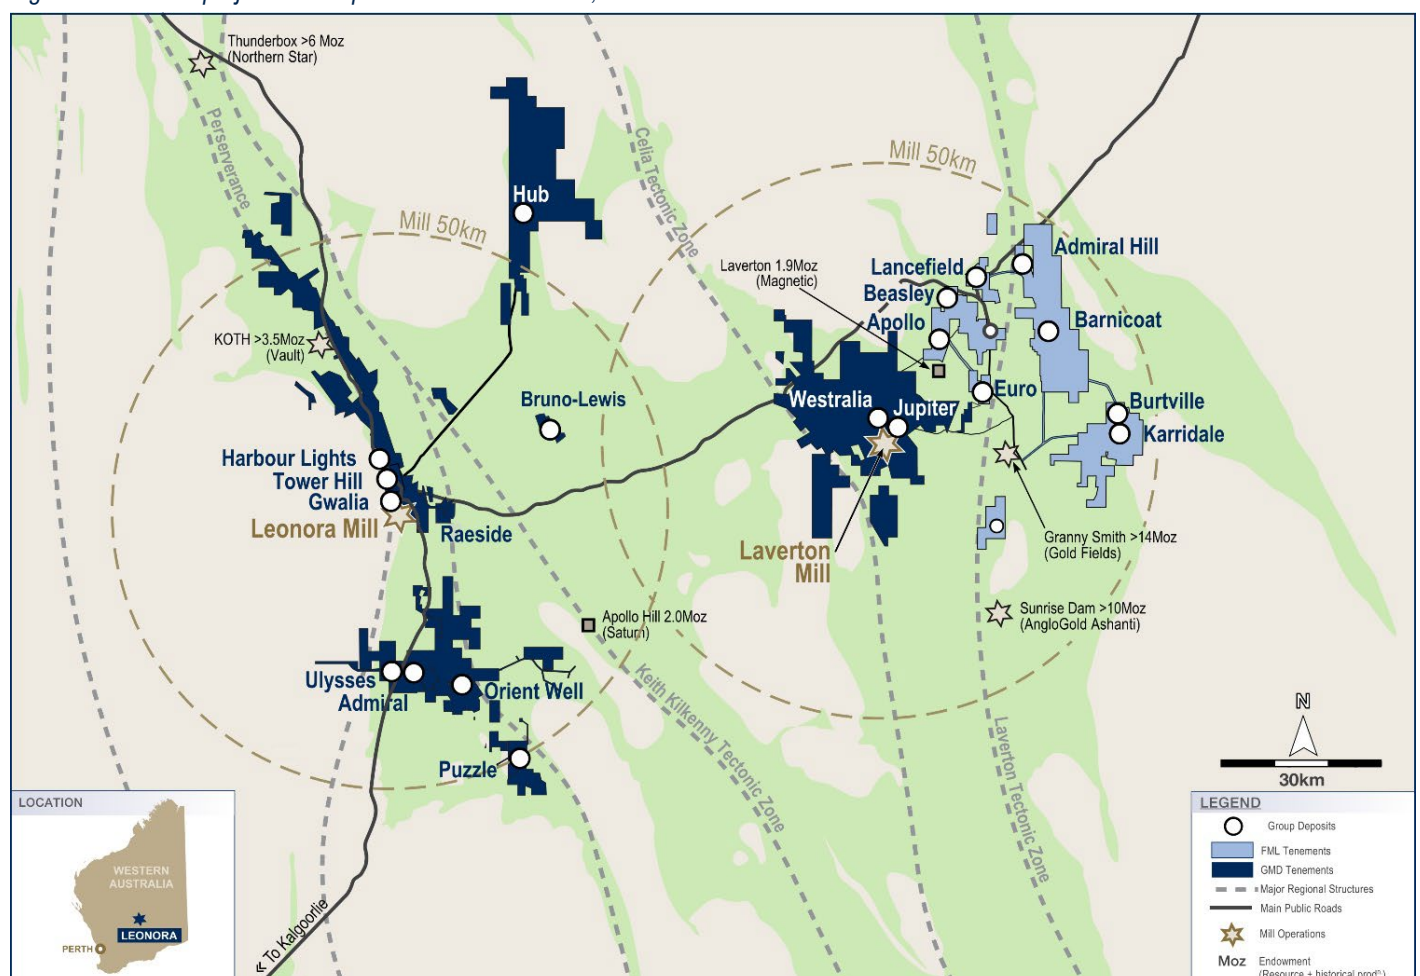 Thunderbox >6 Moz
(Northern Star)
Perserverance
Celia Tectonic Zone
Mill 50km
Hub
Mill 50km
Admiral Hill
Laverton 1.9Moz
(Magnetic)
Lancefield
Beasley
Apollo
Barnicoat
KOTH >3.5Moz
(Vault)
Bruno-Lewis
Westralia
Jupiter
Euro
Burtville
Karridale
Harbour Lights
Tower Hill
Gwalia
Leonora Mill
Raeside
Laverton
Mill
Granny Smith >14Moz
(Gold Fields)
Apollo Hill 2.0Moz
(Saturn)
Sunrise Dam >10Moz
(AngloGold Ashanti)
Ulysses
Admiral
Orient Well
Keith Kilkenny Tectonic Zone
Laverton Tectonic Zone
Puzzle
N
30km
LOCATION
WESTERN
AUSTRALIA
LEONORA
PERTH
<< To Kalgoorlie
LEGEND
Group Deposits
FML Tenements
GMD Tenements
Major Regional Structures
Main Public Roads
Mill Operations
Moz Endowment
(Resource + historical prodⁿ)